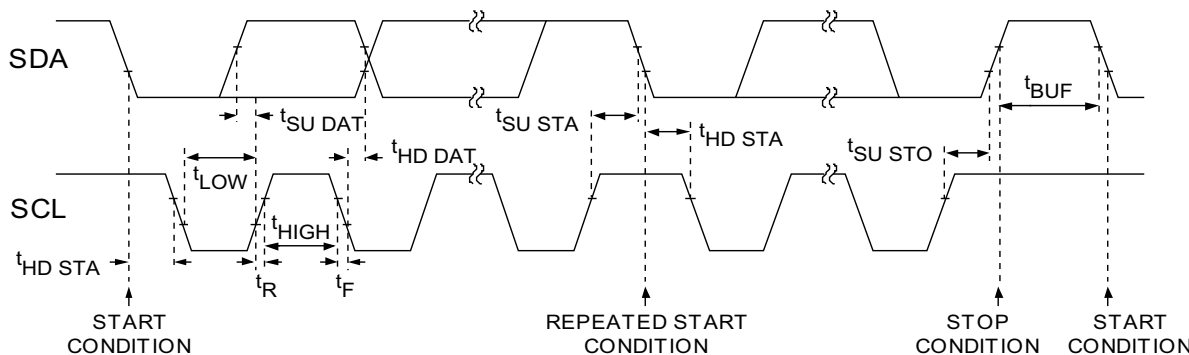 SDA
tBUF
tSU DAT
tSU STA
tHD STA
tHD DAT
tSU STO
tLOW
SCL
tHIGH
tHD STA
tR
tF
START
CONDITION
REPEATED START
CONDITION
STOP
CONDITION
START
CONDITION